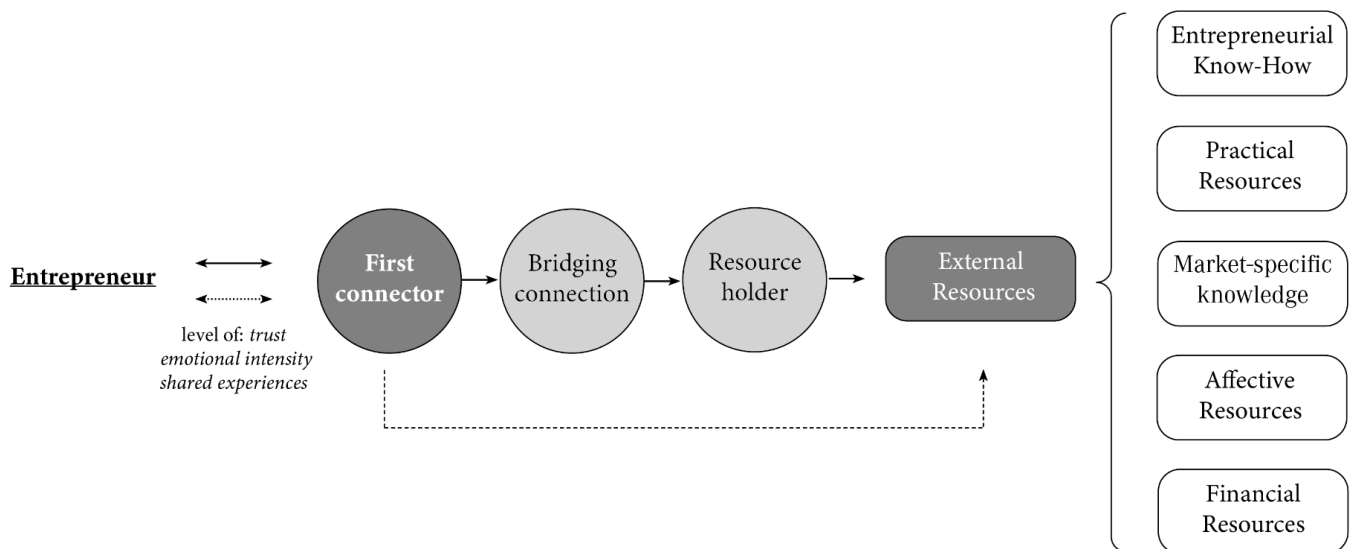 Entrepreneur
level of: trust
emotional intensity
shared experiences
First
connector
Bridging
connection
Resource
holder
External
Resources
Entrepreneurial
Know-How
Practical
Resources
Market-specific
knowledge
Affective
Resources
Financial
Resources